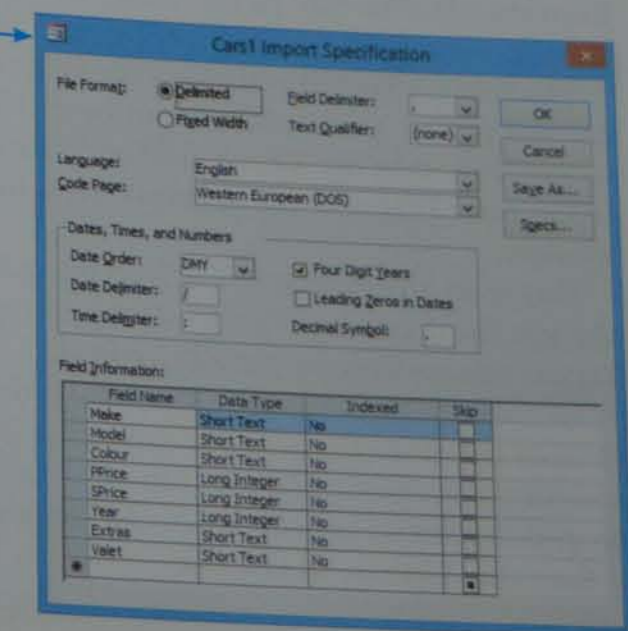 Cars1 Import Specification
File Format: Delimited Field Delimiter: , OK
Fixed Width Text Qualifier: (none) Cancel
Language: English Save As...
Code Page: Western European (DOS) Specs...
Dates, Times, and Numbers
Date Order: DMY Four Digit Years
Date Delimiter: / Leading Zeros in Dates
Time Delimiter: : Decimal Symbol: .
Field Information:
Field Name Data Type Indexed Skip
Make Short Text No
Model Short Text No
Colour Short Text No
PPrice Long Integer No
SPrice Long Integer No
Year Long Integer No
Extras Short Text No
Valet Short Text No